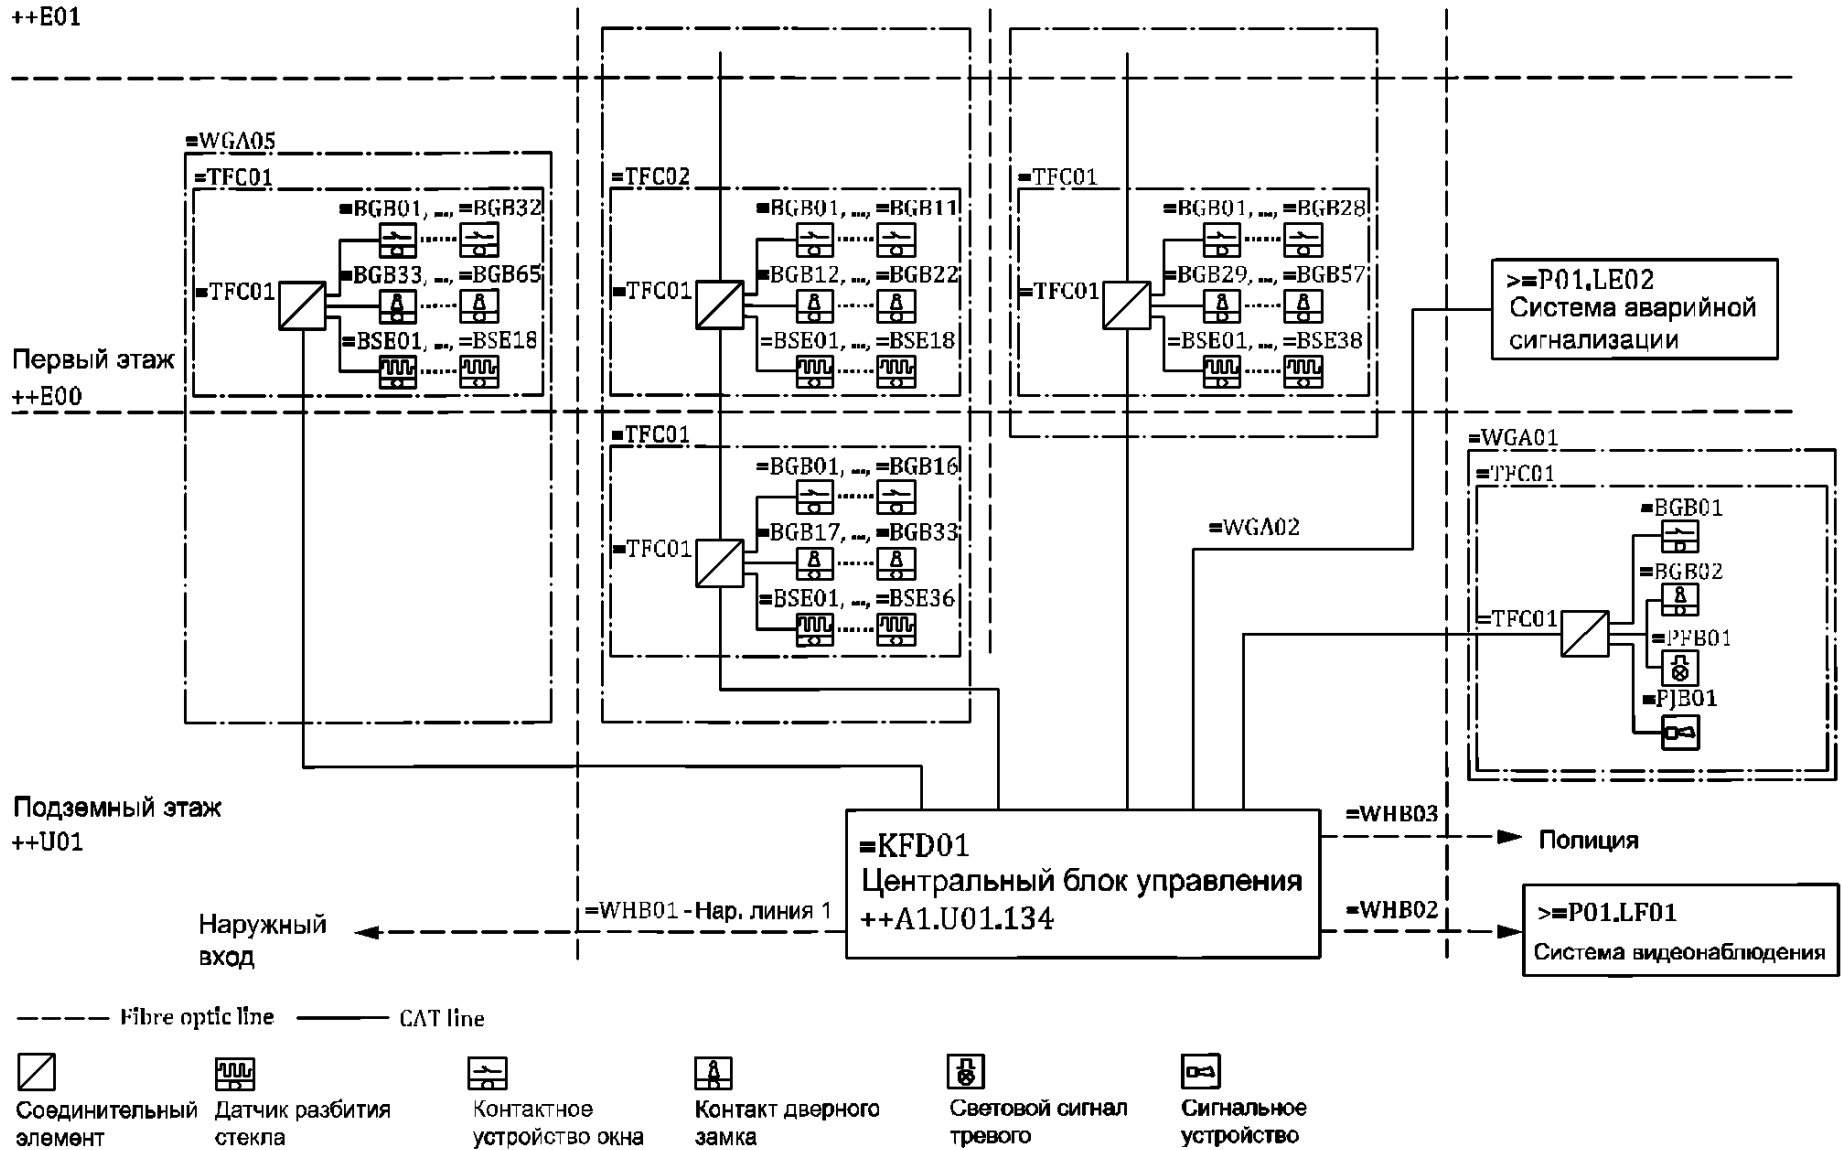 ++E01
=WGA05
=TFC01
=BGB01, ..., =BGB32
=BGB33, ..., =BGB65
=TFC01
=BSE01, ..., =BSE18
=TFC02
=BGB01, ..., =BGB11
=BGB12, ..., =BGB22
=TFC01
=BSE01, ..., =BSE18
=TFC01
=BGB01, ..., =BGB28
=BGB29, ..., =BGB57
=TFC01
=BSE01, ..., =BSE38
>=P01.LE02
Система аварийной
сигнализации
Первый этаж
++E00
=TFC01
=BGB01, ..., =BGB16
=BGB17, ..., =BGB33
=TFC01
=BSE01, ..., =BSE36
=WGA02
=WGA01
=TFC01
=BGB01
=BGB02
=TFC01
=PFB01
=PJB01
Подземный этаж
++U01
=KFD01
Центральный блок управления
++A1.U01.134
=WHB03
Полиция
=WHB01 - Нар. линия 1
Наружный
вход
=WHB02
>=P01.LF01
Система видеонаблюдения
Fibre optic line
CAT line
Соединительный
элемент
Датчик разбития
стекла
Контактное
устройство окна
Контакт дверного
замка
Световой сигнал
тревого
Сигнальное
устройство